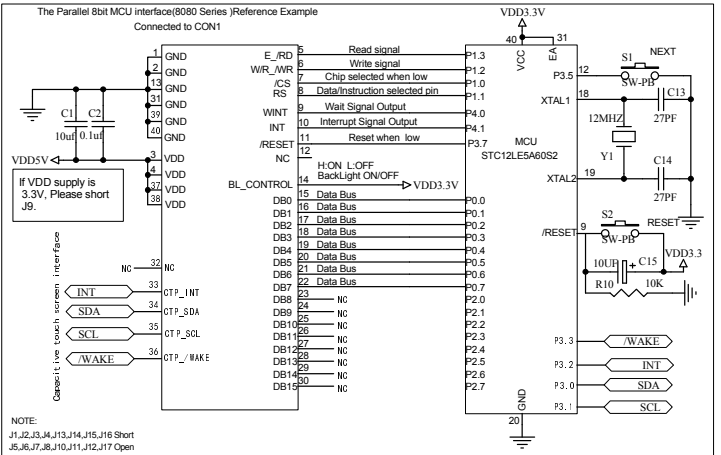 The Parallel 8bit MCU interface(8080 Series )Reference Example
Connected to CON1
VDD3.3V
40
31
VCC
EA
1 GND
2 GND
13 GND
31 GND
39 GND
40 GND
C1
10uf
C2
0.1uf
VDD5V
3 VDD
4 VDD
37 VDD
38 VDD
If VDD supply is
3.3V, Please short
J9.
E_/RD 5 Read signal P1.3
W/R_/WR 6 Write signal P1.2
/CS 7 Chip selected when low P1.0
RS 8 Data/Instruction selected pin P1.1
WINT 9 Wait Signal Output P4.0
INT 10 Interrupt Signal Output P4.1
/RESET 11 Reset when low P3.7
NC 12
H:ON L:OFF
BL_CONTROL 14 BackLight ON/OFF VDD3.3V
DB0 15 Data Bus P0.0
DB1 16 Data Bus P0.1
DB2 17 Data Bus P0.2
DB3 18 Data Bus P0.3
DB4 19 Data Bus P0.4
DB5 20 Data Bus P0.5
DB6 21 Data Bus P0.6
DB7 22 Data Bus P0.7
DB8 23 NC P2.0
DB9 24 NC P2.1
DB10 25 NC P2.2
DB11 26 NC P2.3
DB12 27 NC P2.4
DB13 28 NC P2.5
DB14 29 NC P2.6
DB15 30 NC P2.7
MCU
STC12LE5A60S2
GND
20
P3.5 12
S1
NEXT
SW-PB
XTAL1 18
C13
27PF
12MHZ
Y1
C14
27PF
XTAL2 19
/RESET 9
S2
RESET
SW-PB
VDD3.3
10UF + C15
R10 10K
P3.3 /WAKE
P3.2 INT
P3.0 SDA
P3.1 SCL
Capacitive touch screen interface
NC 32 NC
INT 33 CTP_INT
SDA 34 CTP_SDA
SCL 35 CTP_SCL
/WAKE 36 CTP_/WAKE
NOTE:
J1,J2,J3,J4,J13,J14,J15,J16 Short
J5,J6,J7,J8,J10,J11,J12,J17 Open